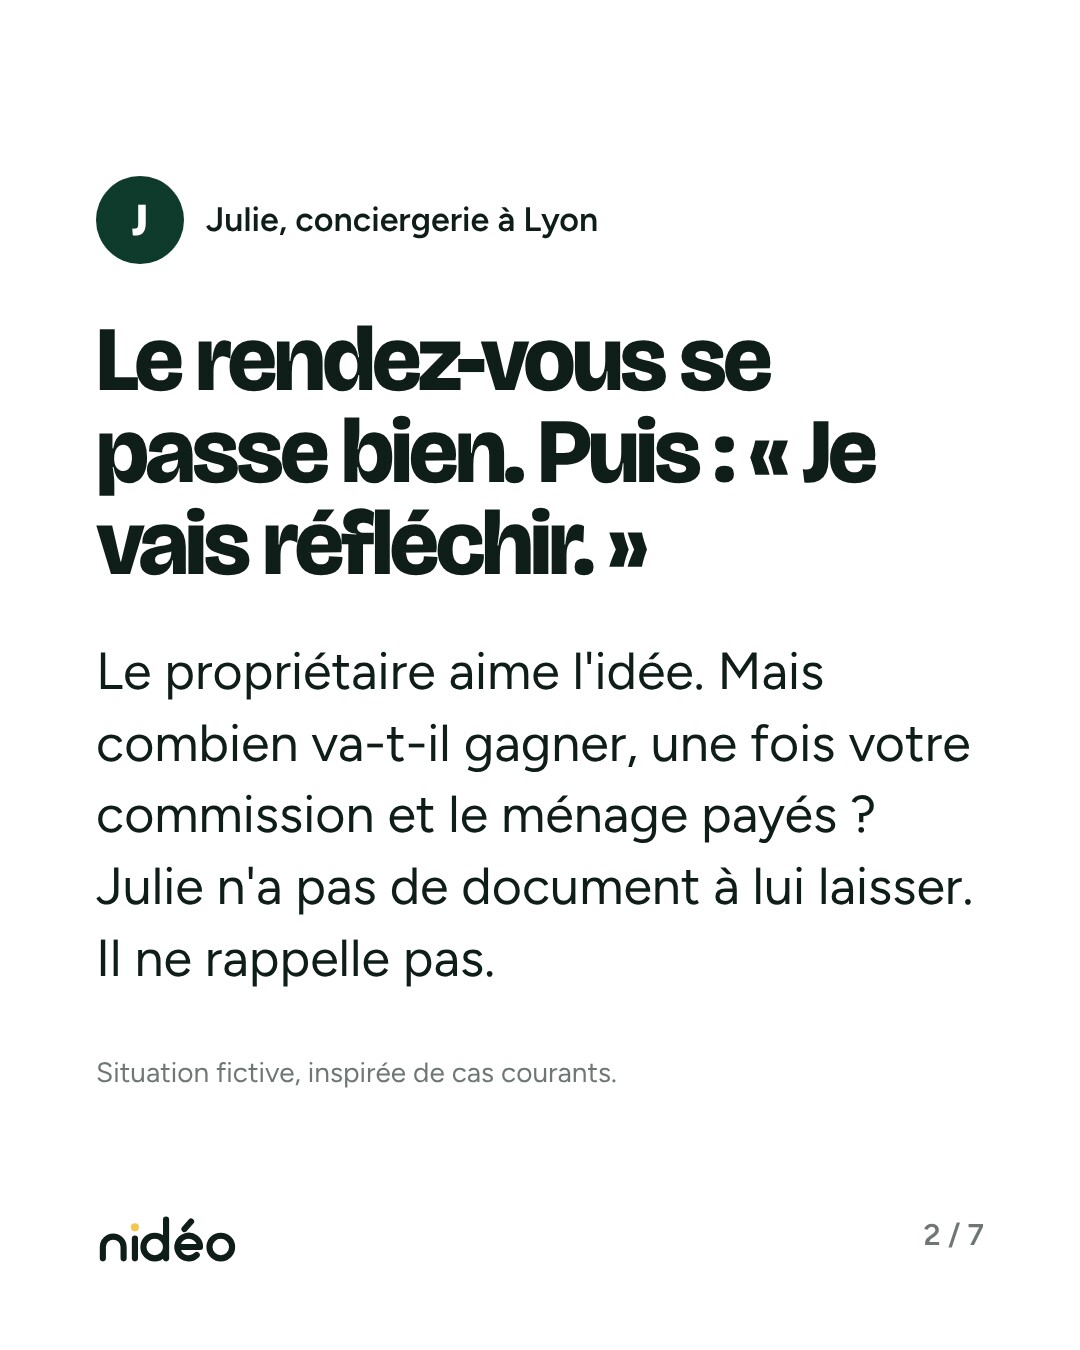 J
Julie, conciergerie à Lyon
Le rendez-vous se
passe bien. Puis : « Je
vais réfléchir. »
Le propriétaire aime l'idée. Mais
combien va-t-il gagner, une fois votre
commission et le ménage payés ?
Julie n'a pas de document à lui laisser.
Il ne rappelle pas.
Situation fictive, inspirée de cas courants.
nidéo
2 / 7